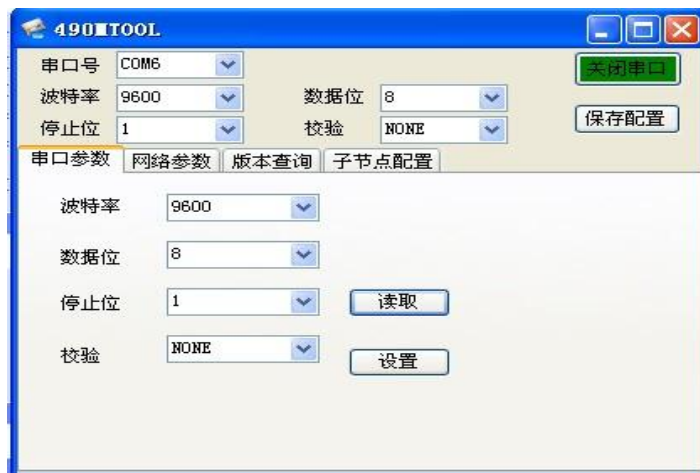 490MTOOL
串口号 COM6 关闭串口
波特率 9600 数据位 8
停止位 1 校验 NONE 保存配置
串口参数 网络参数 版本查询 子节点配置
波特率 9600
数据位 8
停止位 1 读取
校验 NONE 设置